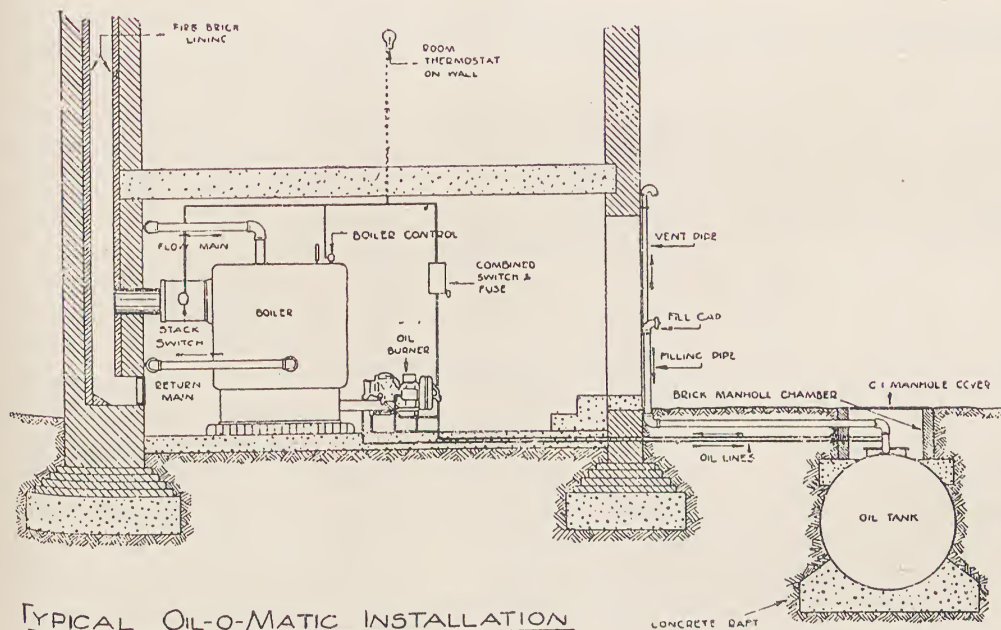 FIRE BRICK
LINING
ROOM
THERMOSTAT
ON WALL
FLOW MAIN
BOILER CONTROL
COMBINED
SWITCH &
FUSE
VENT PIPE
BOILER
STACK
SWITCH
OIL
BURNER
FILL CAP
FILLING PIPE
RETURN
MAIN
BRICK MANHOLE CHAMBER
C I MANHOLE COVER
OIL LINES
OIL TANK
TYPICAL OIL-O-MATIC INSTALLATION
CONCRETE RAFT